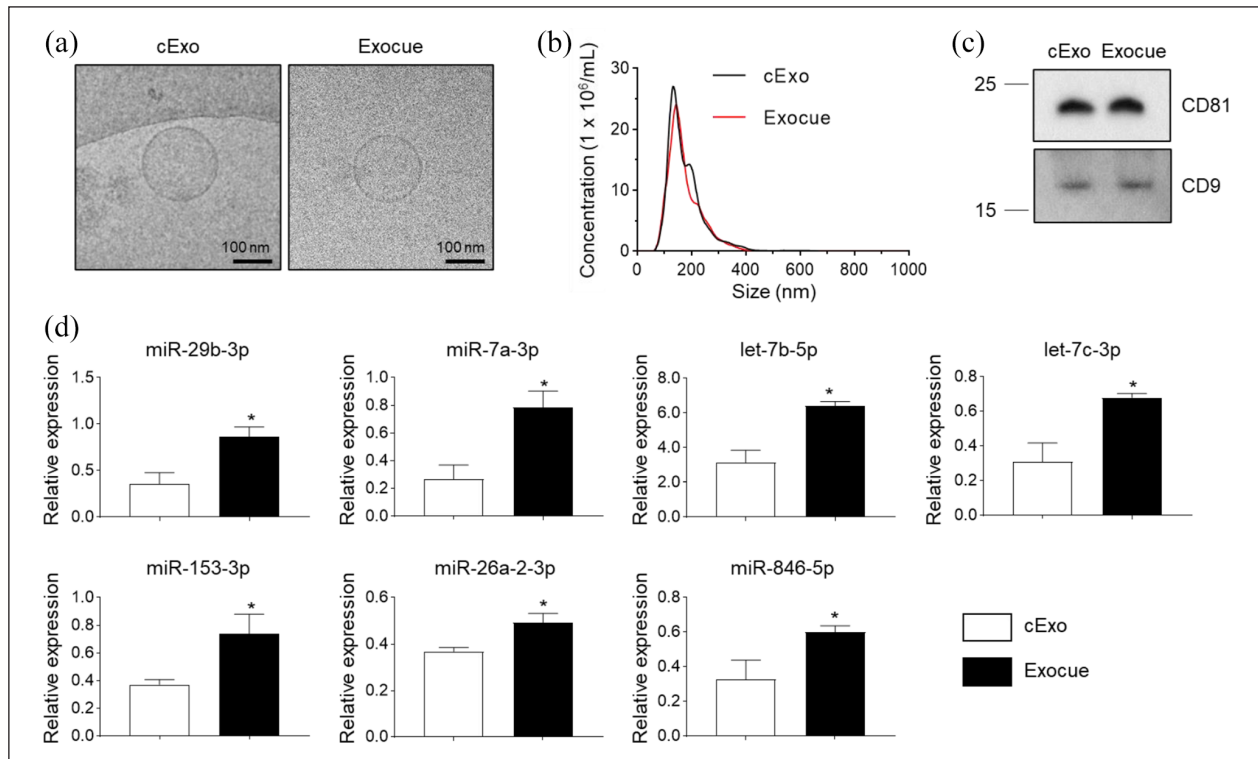 (a)
cExo
Exocue
100 nm
100 nm
(b)
Concentration (1 x 10⁶/mL)
30
20
10
0
0
200
400
600
800
1000
Size (nm)
cExo
Exocue
(c)
cExo Exocue
25
CD81
15
CD9
(d)
miR-29b-3p
Relative expression
1.5
1.0
0.5
0.0
*
miR-7a-3p
Relative expression
1.0
0.8
0.6
0.4
0.2
0.0
*
let-7b-5p
Relative expression
8.0
6.0
4.0
2.0
0.0
*
let-7c-3p
Relative expression
0.8
0.6
0.4
0.2
0.0
*
miR-153-3p
Relative expression
1.0
0.8
0.6
0.4
0.2
0.0
*
miR-26a-2-3p
Relative expression
0.6
0.4
0.2
0.0
*
miR-846-5p
Relative expression
0.8
0.6
0.4
0.2
0.0
*
cExo
Exocue